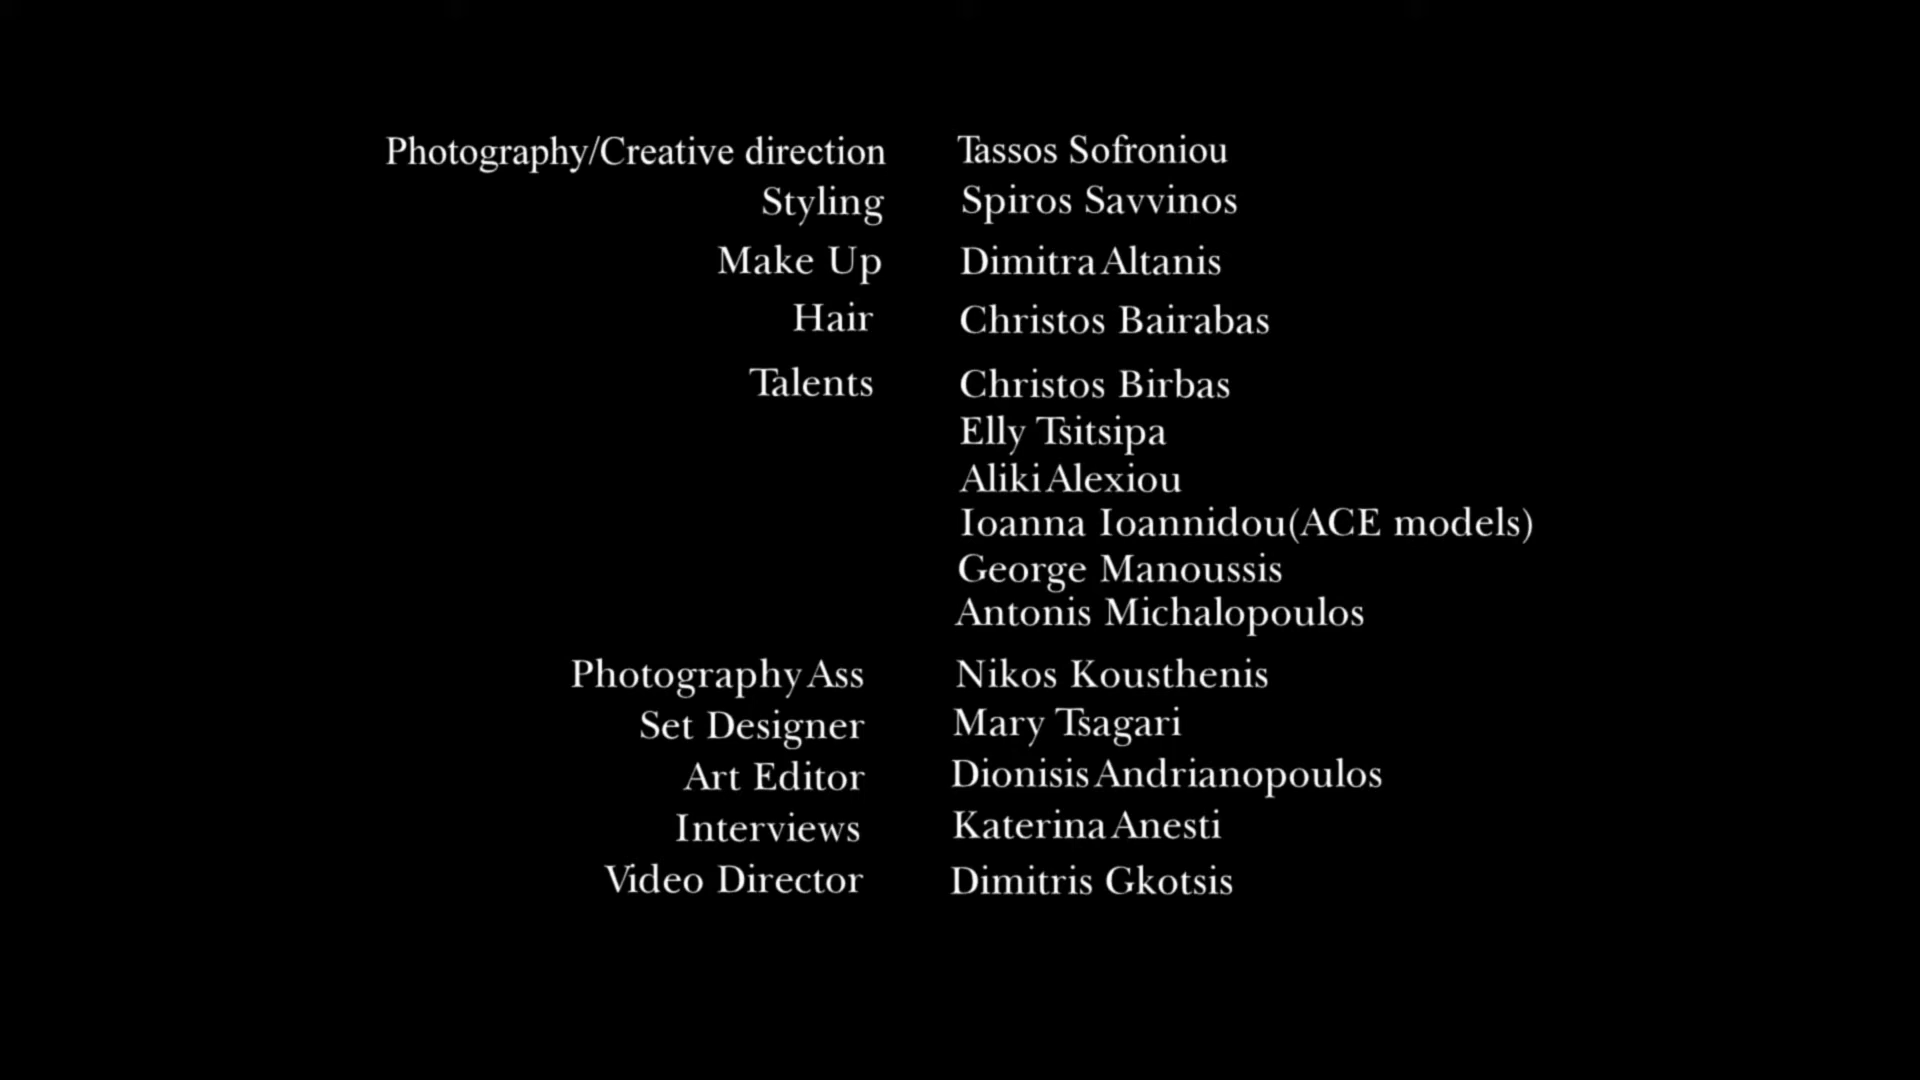 Photography/Creative direction Tassos Sofroniou
Styling Spiros Savvinos
Make Up Dimitra Altanis
Hair Christos Bairabas
Talents Christos Birbas
Elly Tsitsipa
Aliki Alexiou
Ioanna Ioannidou(ACE models)
George Manoussis
Antonis Michalopoulos
Photography Ass Nikos Kousthenis
Set Designer Mary Tsagari
Art Editor Dionisis Andrianopoulos
Interviews Katerina Anesti
Video Director Dimitris Gkotsis